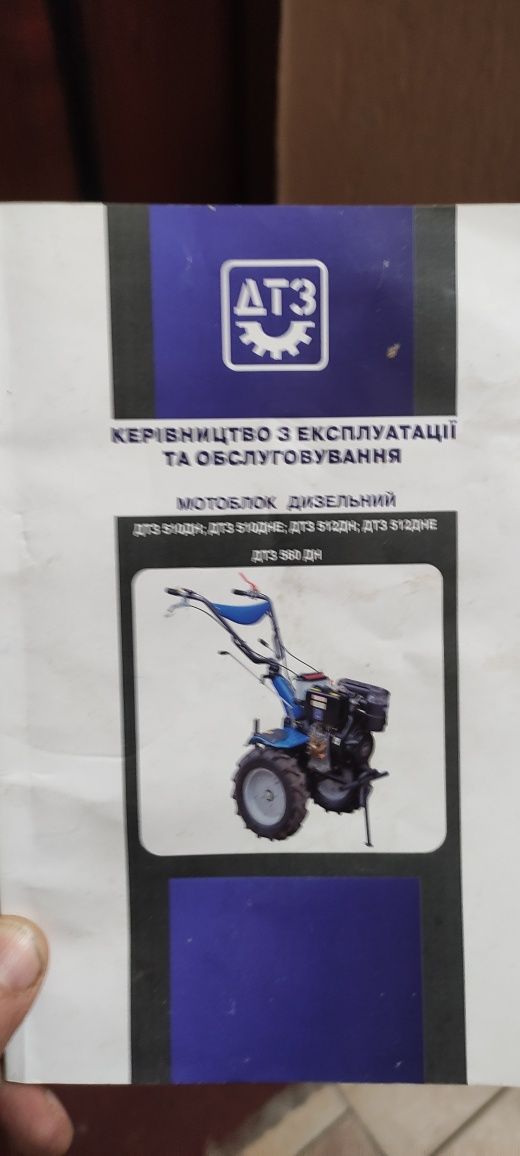 ДТЗ
КЕРІВНИЦТВО З ЕКСПЛУАТАЦІЇ
ТА ОБСЛУГОВУВАННЯ
МОТОБЛОК ДИЗЕЛЬНИЙ
ДТЗ 510ДН; ДТЗ 510ДНЕ; ДТЗ 512ДН; ДТЗ 512ДНЕ
ДТЗ 560 ДН